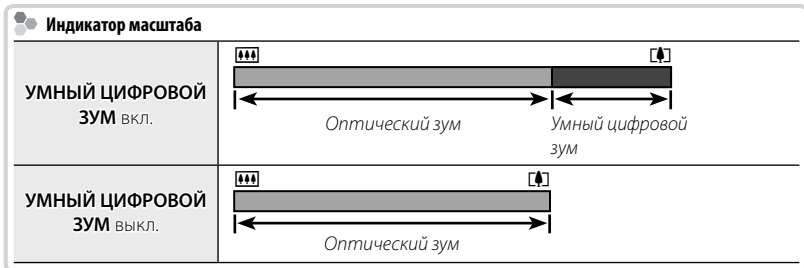 Индикатор масштаба
УМНЫЙ ЦИФРОВОЙ
ЗУМ вкл.
Оптический зум
Умный цифровой
зум
УМНЫЙ ЦИФРОВОЙ
ЗУМ выкл.
Оптический зум